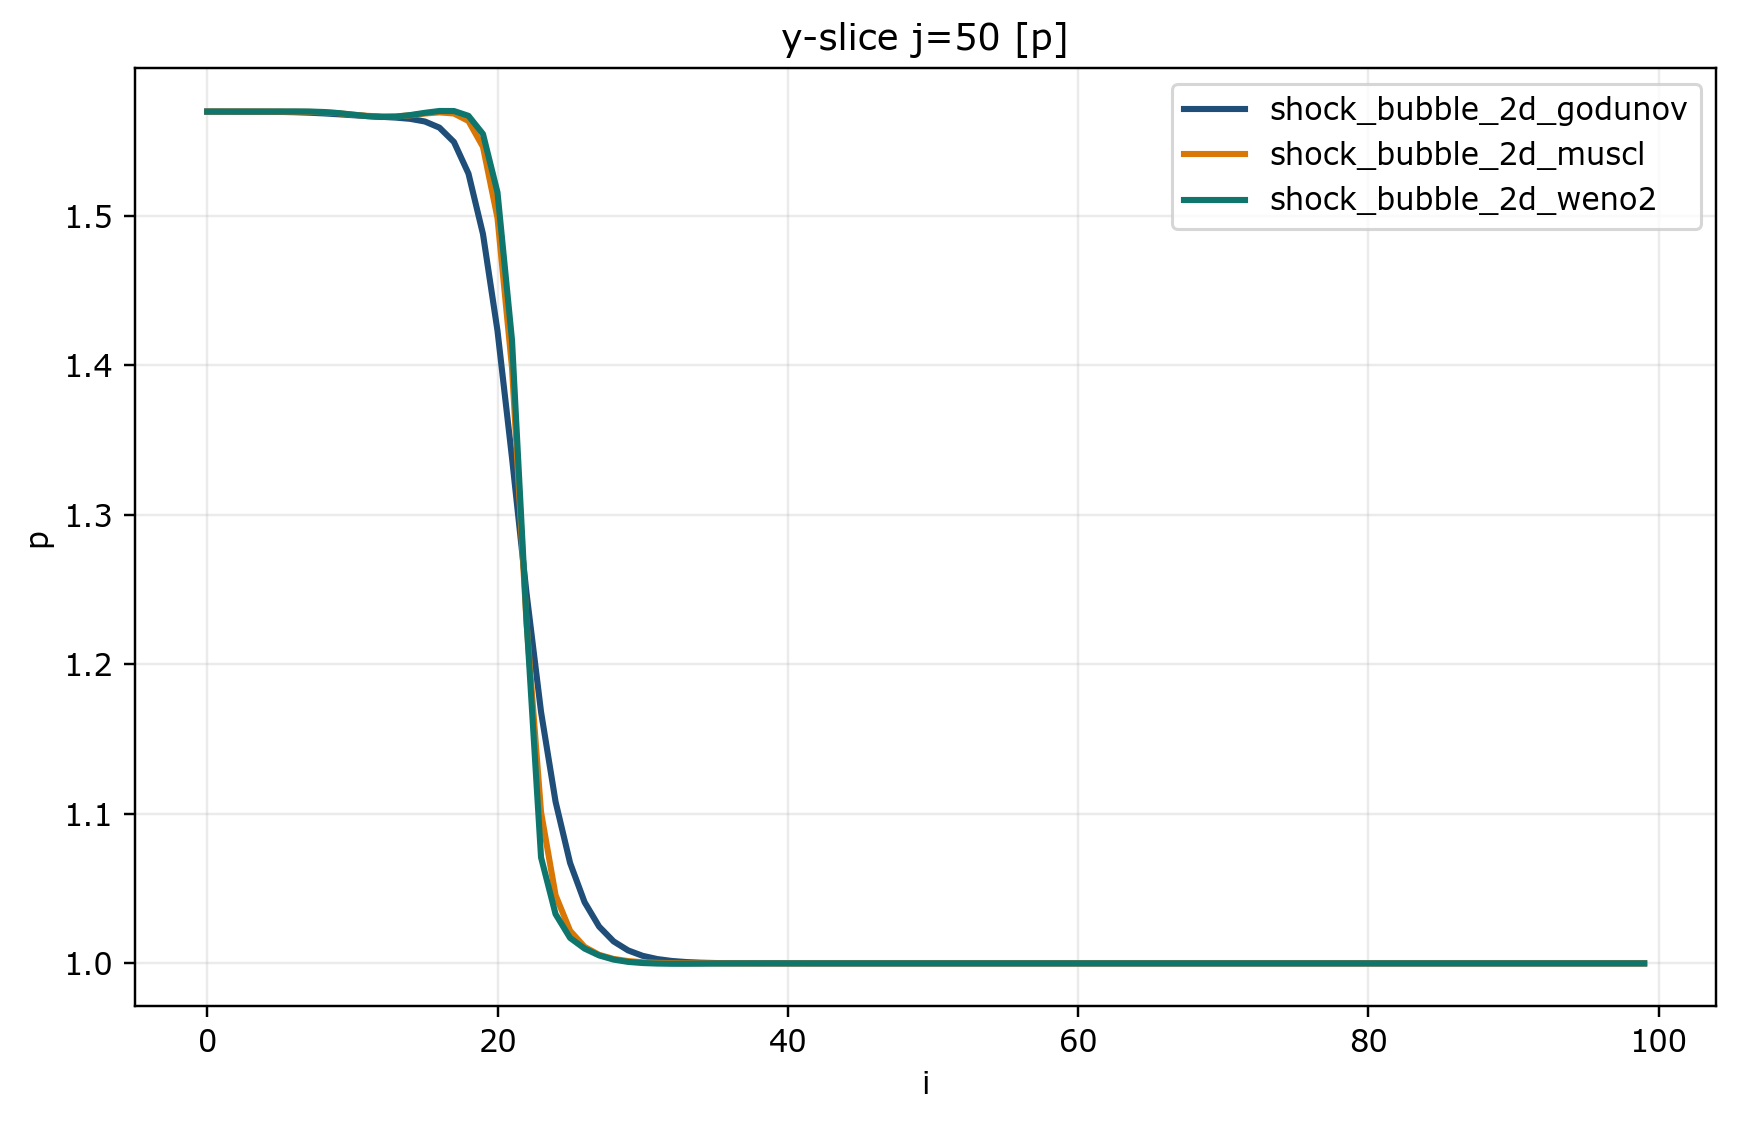 y-slice j=50 [p]
shock_bubble_2d_godunov
shock_bubble_2d_muscl
shock_bubble_2d_weno2
1.5
1.4
1.3
1.2
1.1
1.0
p
0 20 40 60 80 100
i